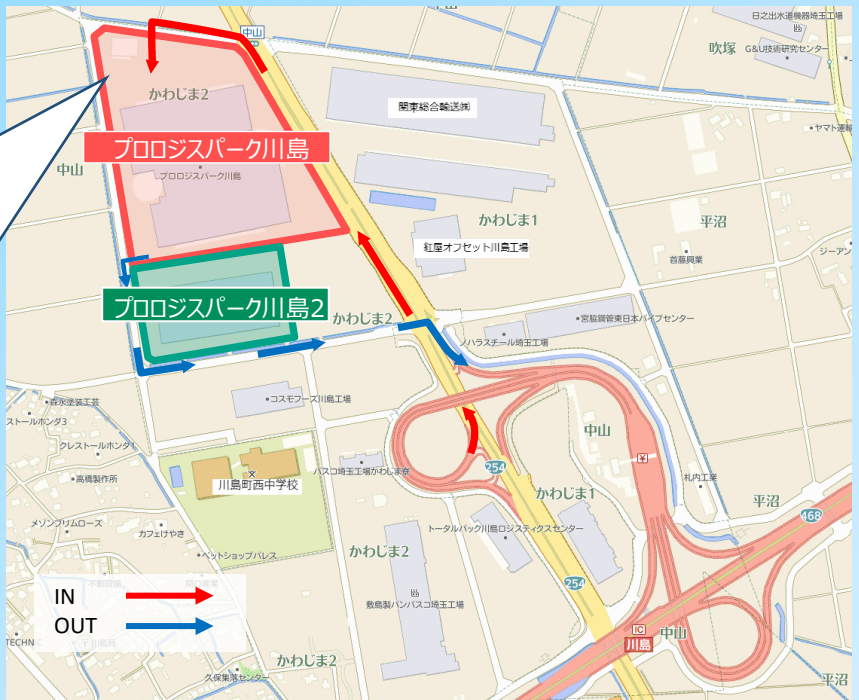 中山
日之出水道機器埼玉工場
吹塚
G&U技術研究センター
かわじま2
関東総合輸送㈱
ヤマト運輸
プロロジスパーク川島
中山
プロロジスパーク川島
かわじま1
平沼
紅屋オフセット川島工場
首藤興業
ジーアン
プロロジスパーク川島2
かわじま2
宮脇鋼管東日本パイプセンター
ノハラスチール埼玉工場
コスモフーズ川島工場
森永塗装工芸
ストールホンダ3
中山
クレストールホンダ1
254
川島町西中学校
パスコ埼玉工場かわじま寮
高橋製作所
札内工業
かわじま1
平沼
メゾンプリムローズ
カフェけやき
トータルパック川島ロジスティクスセンター
468
ペットショップパレス
かわじま2
254
IN
敷島製パンパスコ埼玉工場
OUT
IC
川島
中山
TECHN
かわじま2
久保集落センター
平沼